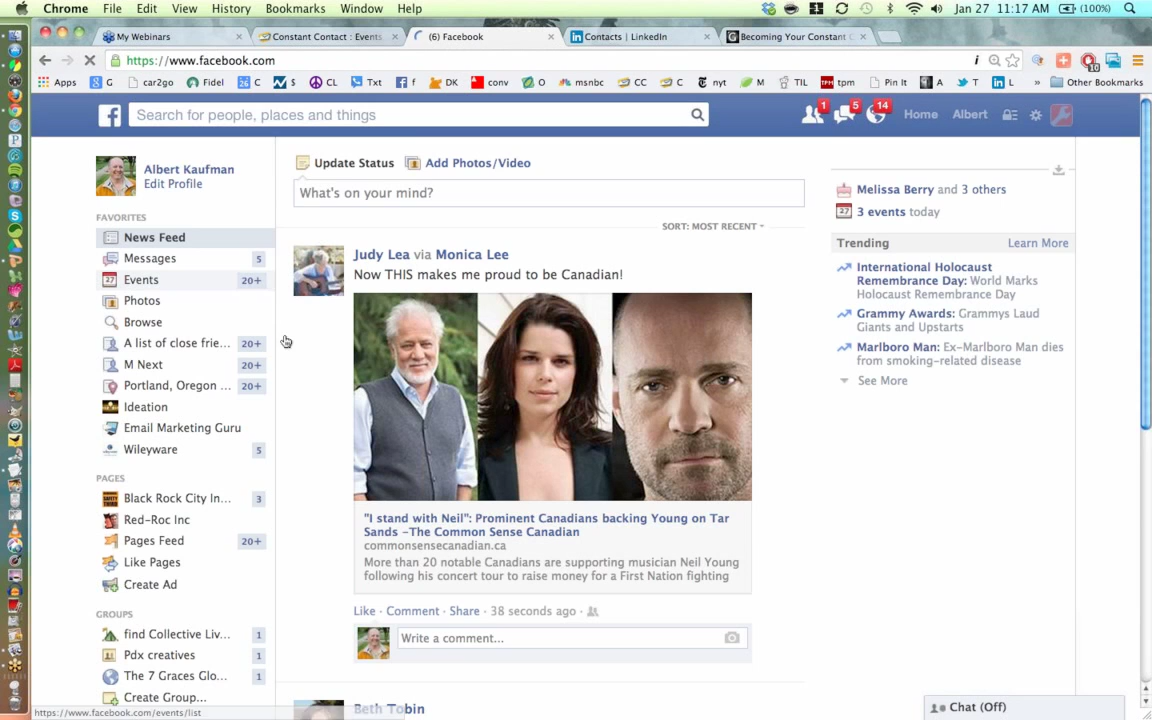 Chrome File Edit View History Bookmarks Window Help Jan 27 11:17 AM (100%)
My Webinars Constant Contact : Events (6) Facebook Contacts | LinkedIn Becoming Your Constant C
https://www.facebook.com
Apps G car2go Fidel C S CL Txt f DK conv O msnbc CC C nyt M TIL tpm Pin It A T L » Other Bookmarks
Search for people, places and things 1 5 14 Home Albert
Albert Kaufman
Edit Profile
FAVORITES
News Feed
Messages 5
Events 20+
Photos
Browse
A list of close frie... 20+
M Next 20+
Portland, Oregon ... 20+
Ideation
Email Marketing Guru
Wileyware 5
PAGES
Black Rock City In... 3
Red-Roc Inc
Pages Feed 20+
Like Pages
Create Ad
GROUPS
find Collective Liv... 1
Pdx creatives 1
The 7 Graces Glo... 1
Create Group...
https://www.facebook.com/events/list
Update Status Add Photos/Video
What's on your mind?
SORT: MOST RECENT
Judy Lea via Monica Lee
Now THIS makes me proud to be Canadian!
"I stand with Neil": Prominent Canadians backing Young on Tar
Sands –The Common Sense Canadian
commonsensecanadian.ca
More than 20 notable Canadians are supporting musician Neil Young
following his concert tour to raise money for a First Nation fighting
Like · Comment · Share · 38 seconds ago ·
Write a comment...
Beth Tobin
Melissa Berry and 3 others
27 3 events today
Trending Learn More
International Holocaust
Remembrance Day: World Marks
Holocaust Remembrance Day
Grammy Awards: Grammys Laud
Giants and Upstarts
Marlboro Man: Ex-Marlboro Man dies
from smoking-related disease
See More
Chat (Off)